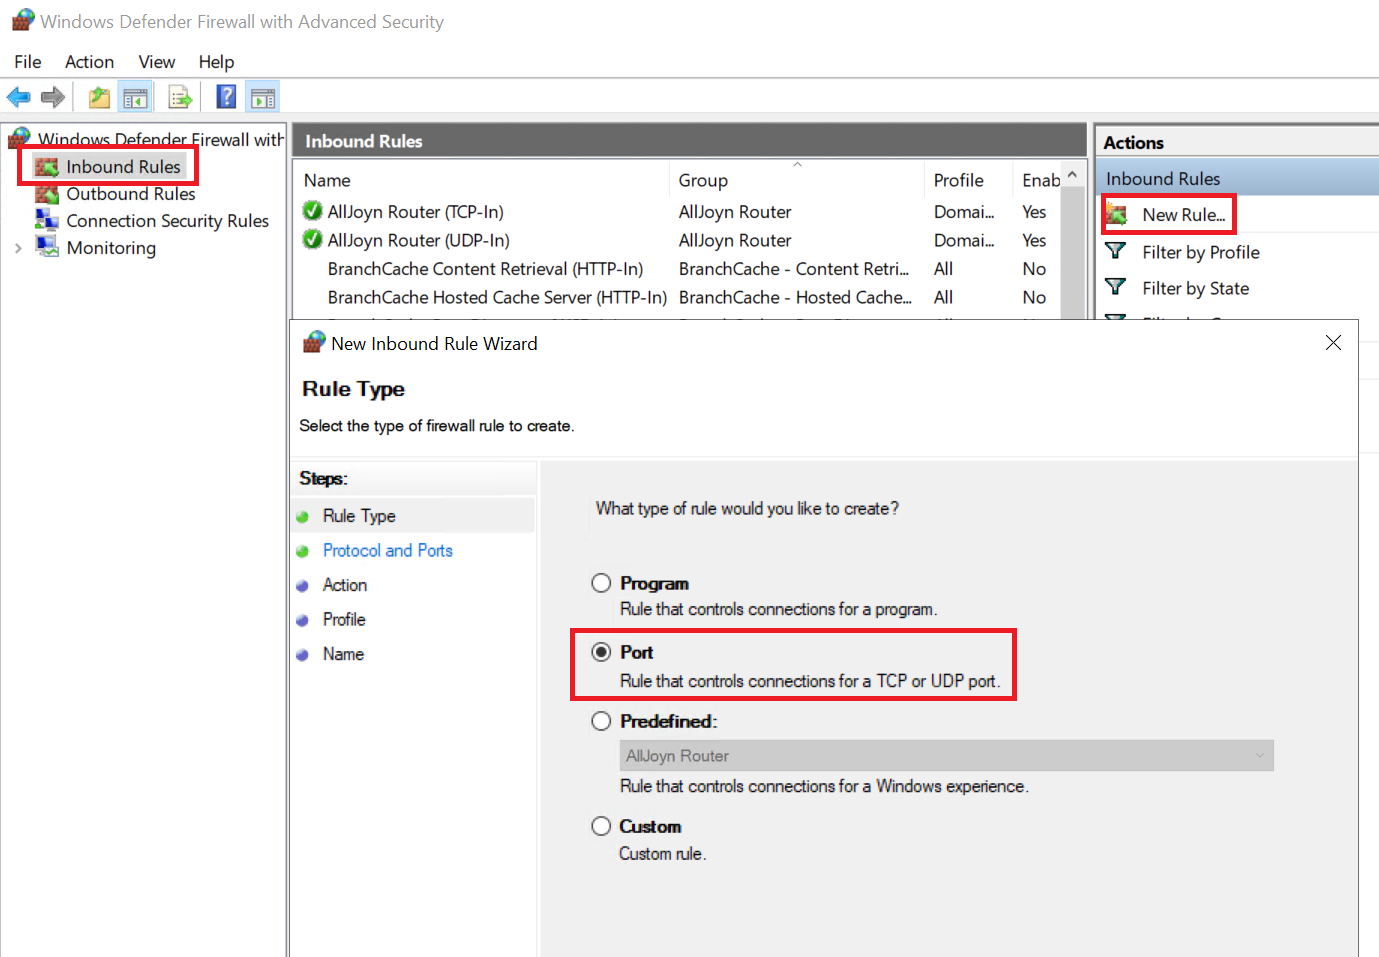 Windows Defender Firewall with Advanced Security
File Action View Help
Windows Defender Firewall with
Inbound Rules
Outbound Rules
Connection Security Rules
Monitoring
Inbound Rules
Name Group Profile Enab
AllJoyn Router (TCP-In) AllJoyn Router Domai... Yes
AllJoyn Router (UDP-In) AllJoyn Router Domai... Yes
BranchCache Content Retrieval (HTTP-In) BranchCache - Content Retri... All No
BranchCache Hosted Cache Server (HTTP-In) BranchCache - Hosted Cache... All No
Actions
Inbound Rules
New Rule...
Filter by Profile
Filter by State
New Inbound Rule Wizard
Rule Type
Select the type of firewall rule to create.
Steps:
Rule Type
Protocol and Ports
Action
Profile
Name
What type of rule would you like to create?
Program
Rule that controls connections for a program.
Port
Rule that controls connections for a TCP or UDP port.
Predefined:
AllJoyn Router
Rule that controls connections for a Windows experience.
Custom
Custom rule.